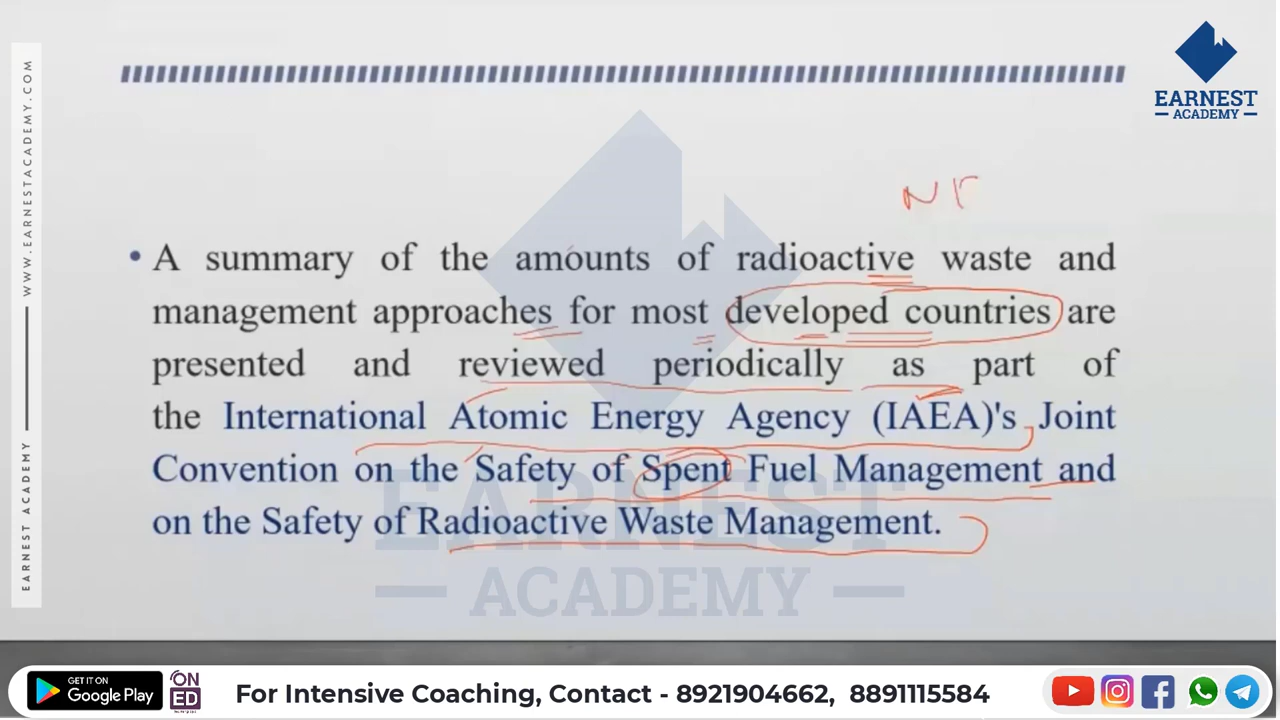 EARNEST
ACADEMY
WWW.EARNESTACADEMY.COM
EARNEST ACADEMY
• A summary of the amounts of radioactive waste and
management approaches for most developed countries are
presented and reviewed periodically as part of
the International Atomic Energy Agency (IAEA)'s Joint
Convention on the Safety of Spent Fuel Management and
on the Safety of Radioactive Waste Management.
EARNEST
ACADEMY
GET IT ON
Google Play
ON
ED
For Intensive Coaching, Contact - 8921904662, 8891115584